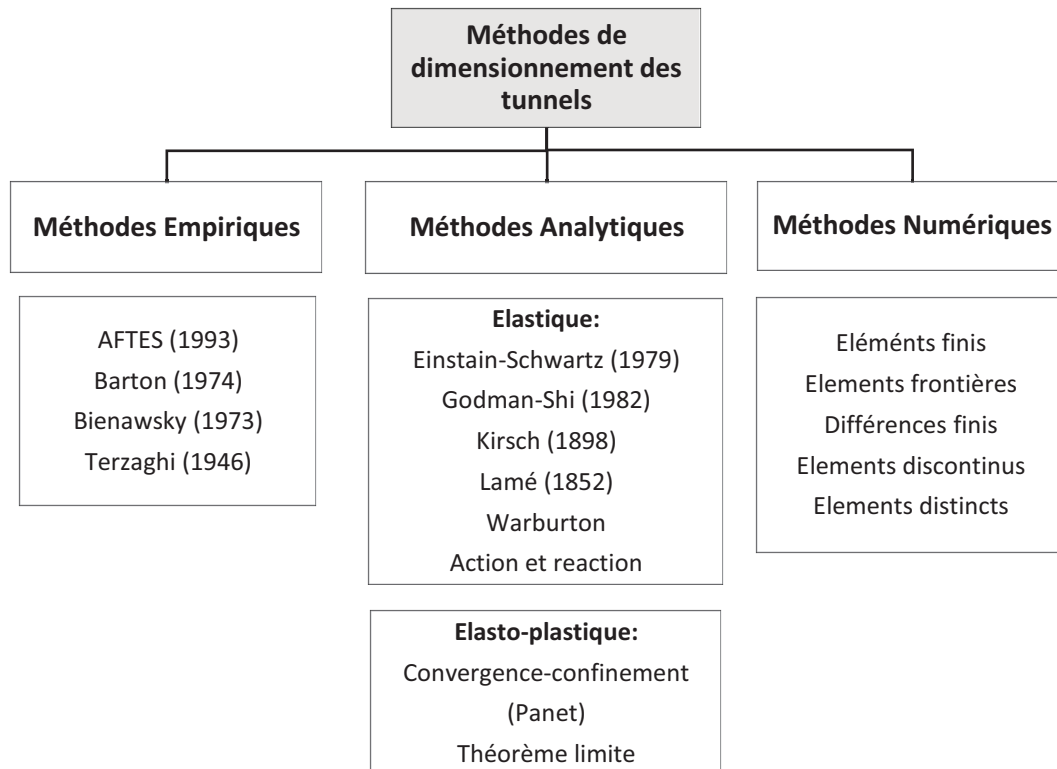 Méthodes de
dimensionnement des
tunnels
Méthodes Empiriques
AFTES (1993)
Barton (1974)
Bienawsky (1973)
Terzaghi (1946)
Méthodes Analytiques
Elastique:
Einstain-Schwartz (1979)
Godman-Shi (1982)
Kirsch (1898)
Lamé (1852)
Warburton
Action et reaction
Elasto-plastique:
Convergence-confinement
(Panet)
Théorème limite
Méthodes Numériques
Eléménts finis
Elements frontières
Différences finis
Elements discontinus
Elements distincts